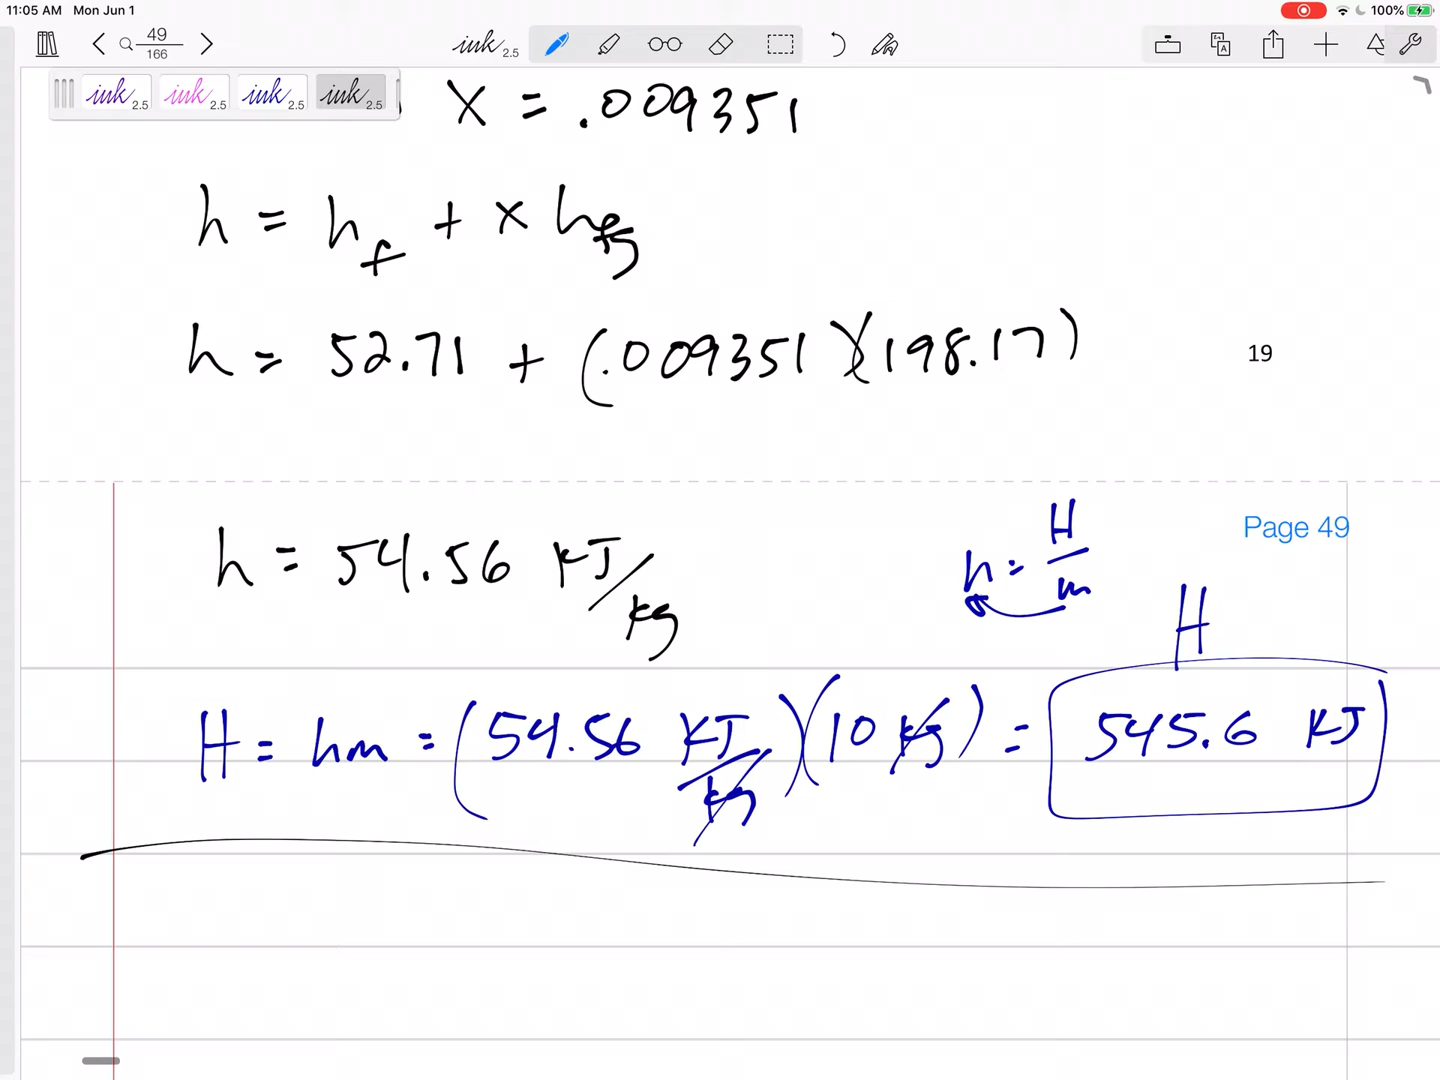 11:05 AM Mon Jun 1
100%
49
166
ink 2.5
ink 2.5 ink 2.5 ink 2.5 ink 2.5
x = .009351
h = hf + x hfg
h = 52.71 + (.009351)(198.17)
19
Page 49
h = 54.56 KJ/kg
h = H/m
H
H = hm = (54.56 KJ/kg)(10 kg) = 545.6 KJ